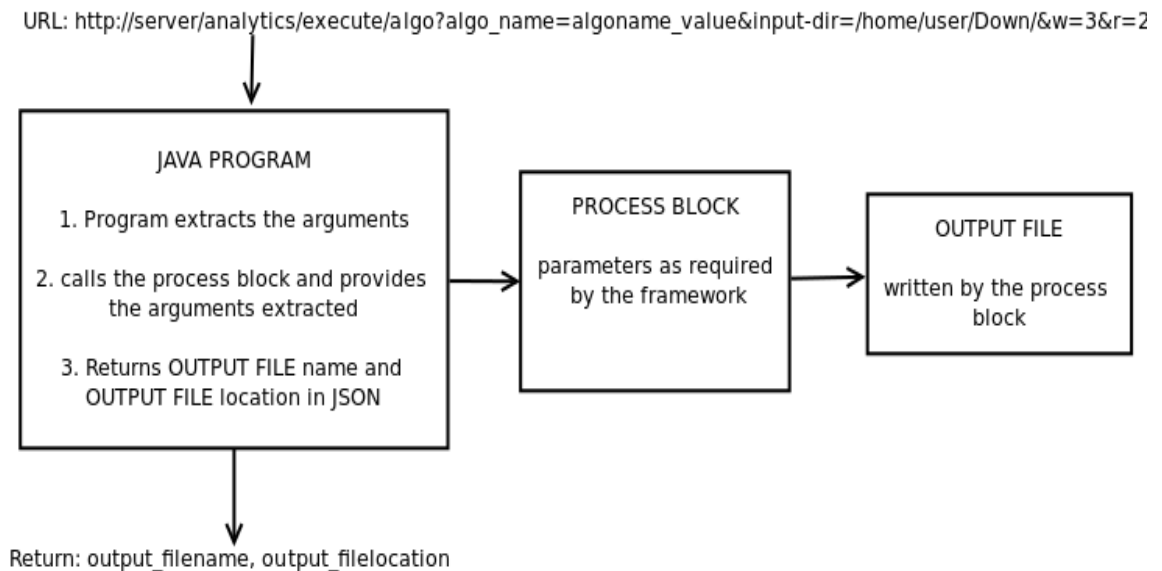 URL: http://server/analytics/execute/algo?algo_name=algoname_value&input-dir=/home/user/Down/&w=3&r=2
JAVA PROGRAM
1. Program extracts the arguments
2. calls the process block and provides
the arguments extracted
3. Returns OUTPUT FILE name and
OUTPUT FILE location in JSON
PROCESS BLOCK
parameters as required
by the framework
OUTPUT FILE
written by the process
block
Return: output_filename, output_filelocation